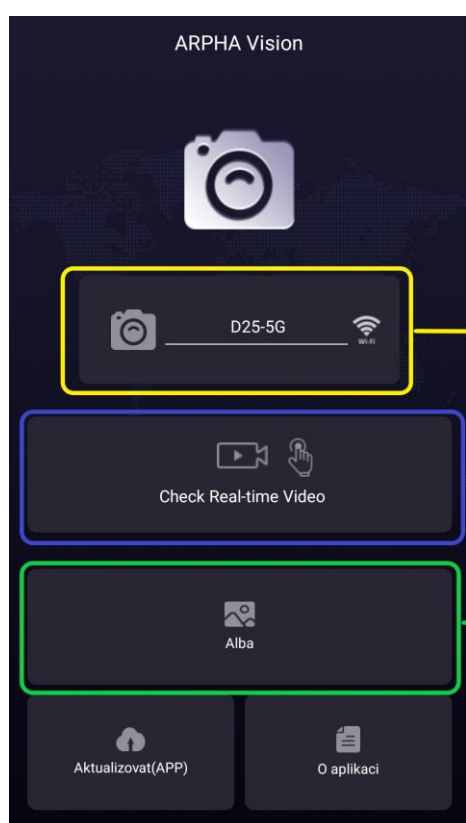 ARPHA Vision
D25-5G
Wi-Fi
Check Real-time Video
Alba
Aktualizovat(APP)
O aplikaci